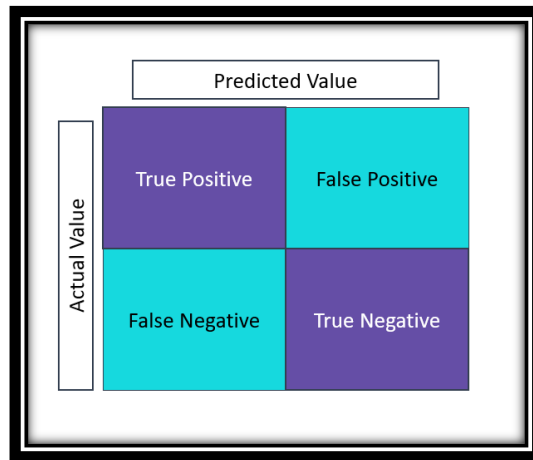 Predicted Value
Actual Value
True Positive
False Positive
False Negative
True Negative